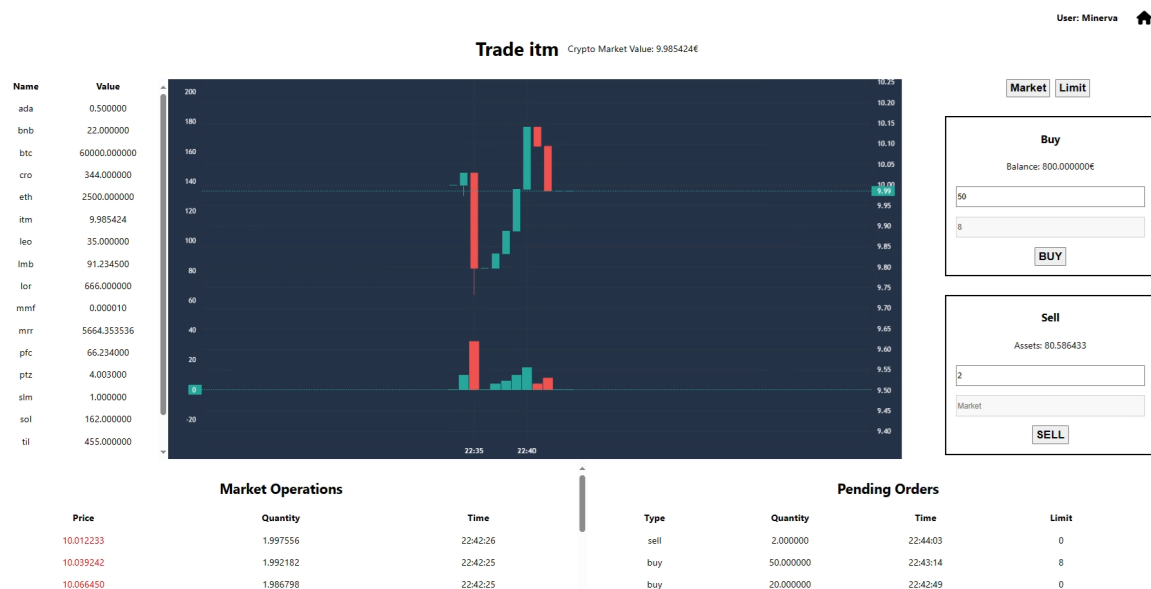 User: Minerva
Trade itm Crypto Market Value: 9.985424€
Name Value
ada 0.500000
bnb 22.000000
btc 60000.000000
cro 344.000000
eth 2500.000000
itm 9.985424
leo 35.000000
lmb 91.234500
lor 666.000000
mmf 0.000010
mrr 5664.353536
pfc 66.234000
ptz 4.003000
slm 1.000000
sol 162.000000
til 455.000000
200
180
160
140
120
100
80
60
40
20
0
-20
22:35 22:40
10.25
10.20
10.15
10.10
10.05
10.00
9.99
9.95
9.90
9.85
9.80
9.75
9.70
9.65
9.60
9.55
9.50
9.45
9.40
Market Limit
Buy
Balance: 800.000000€
50
8
BUY
Sell
Assets: 80.586433
2
Market
SELL
Market Operations
Price Quantity Time
10.012233 1.997556 22:42:26
10.039242 1.992182 22:42:25
10.066450 1.986798 22:42:25
Pending Orders
Type Quantity Time Limit
sell 2.000000 22:44:03 0
buy 50.000000 22:43:14 8
buy 20.000000 22:42:49 0